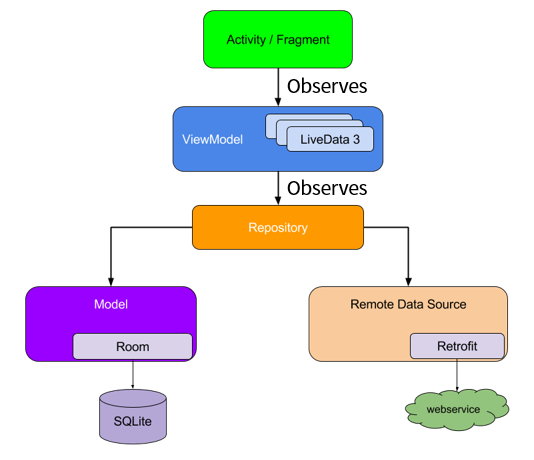 Activity / Fragment
Observes
ViewModel
LiveData 3
Observes
Repository
Model
Room
SQLite
Remote Data Source
Retrofit
webservice